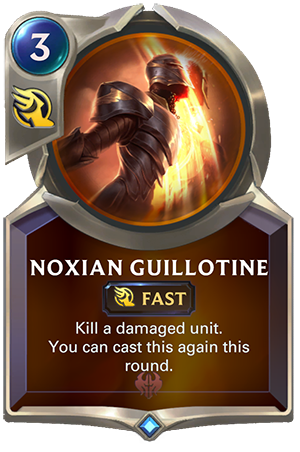 3
NOXIAN GUILLOTINE
FAST
Kill a damaged unit.
You can cast this again this
round.